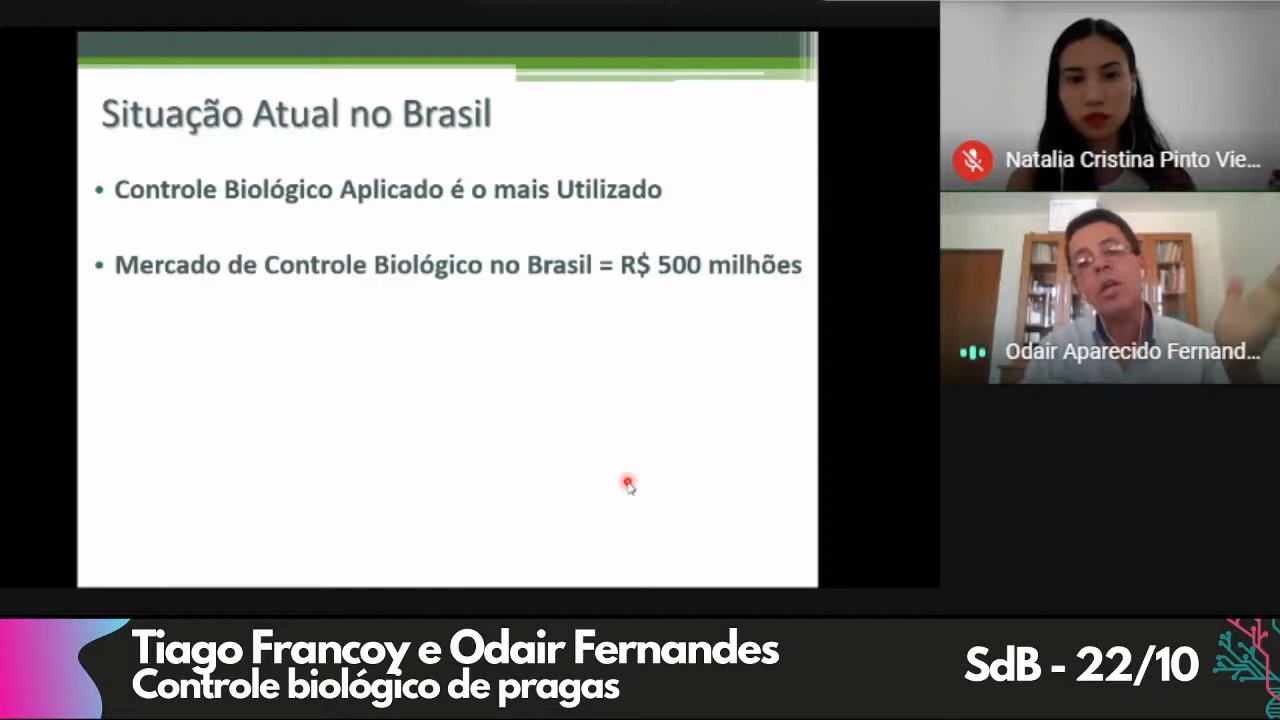 Situação Atual no Brasil
• Controle Biológico Aplicado é o mais Utilizado
• Mercado de Controle Biológico no Brasil = R$ 500 milhões
Natalia Cristina Pinto Vie...
Odair Aparecido Fernand...
Tiago Francoy e Odair Fernandes
Controle biológico de pragas
SdB - 22/10